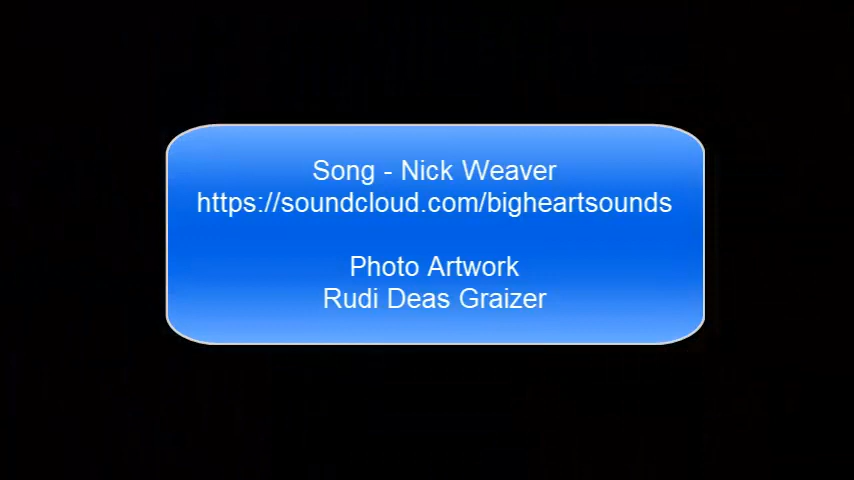 Song - Nick Weaver
https://soundcloud.com/bigheartsounds
Photo Artwork
Rudi Deas Graizer